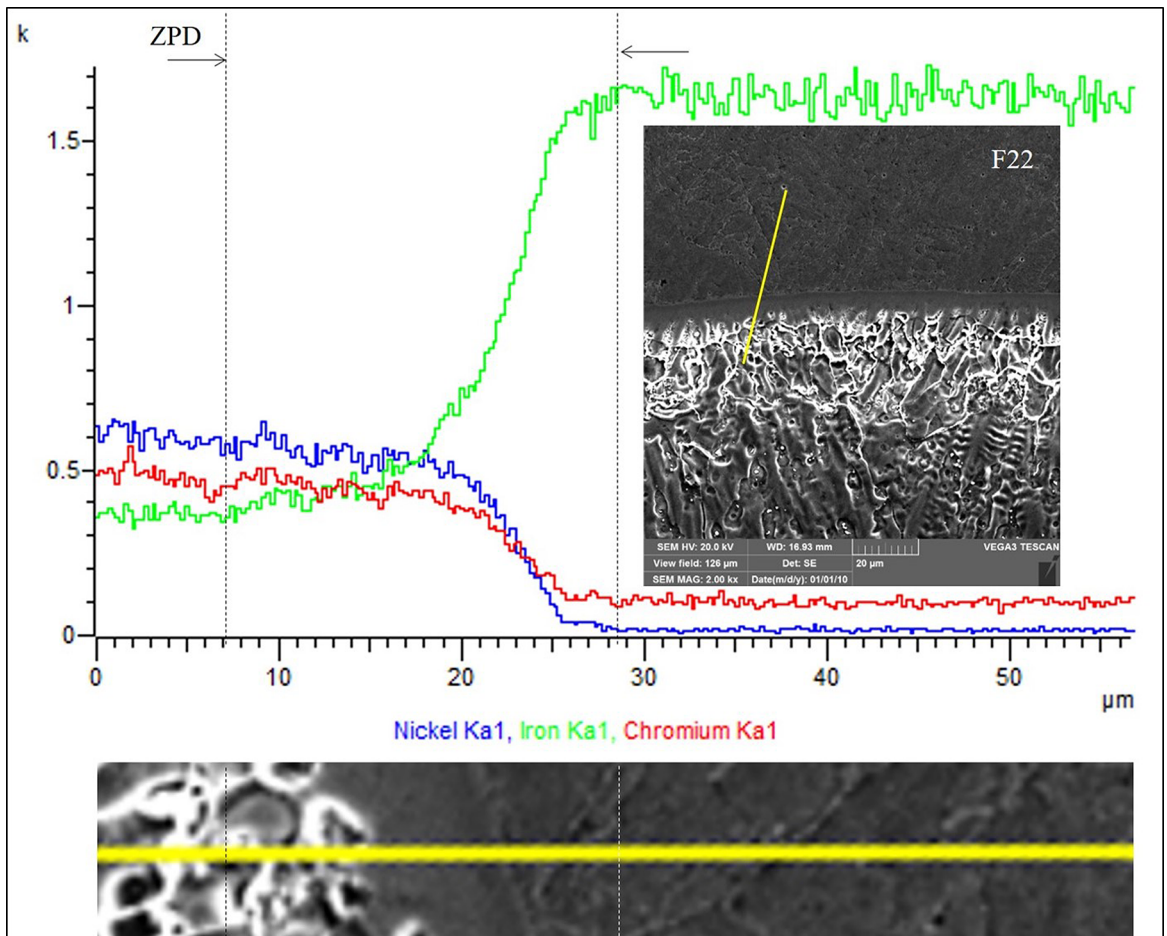 k
ZPD
1.5
1
0.5
0
0 10 20 30 40 50
µm
Nickel Ka1, Iron Ka1, Chromium Ka1
F22
SEM HV: 20.0 kV WD: 16.93 mm VEGA3 TESCAN
View field: 126 µm Det: SE 20 µm
SEM MAG: 2.00 kx Date(m/d/y): 01/01/10